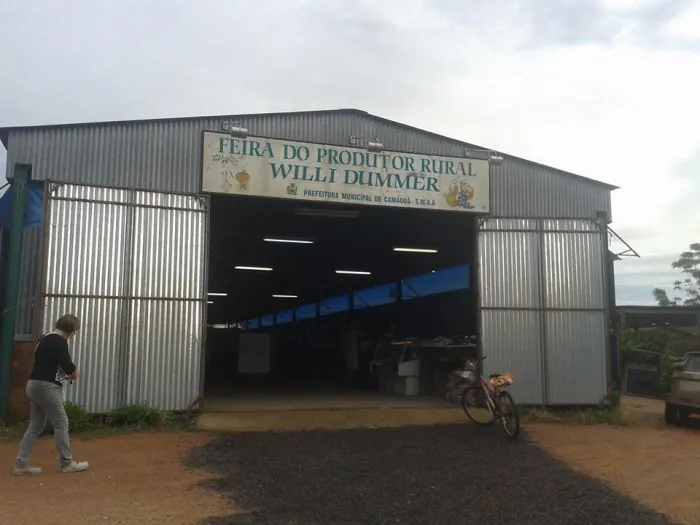 FEIRA DO PRODUTOR RURAL
WILLI DUMMER
PREFEITURA MUNICIPAL DE CAMAQUÃ - S.M.A.A